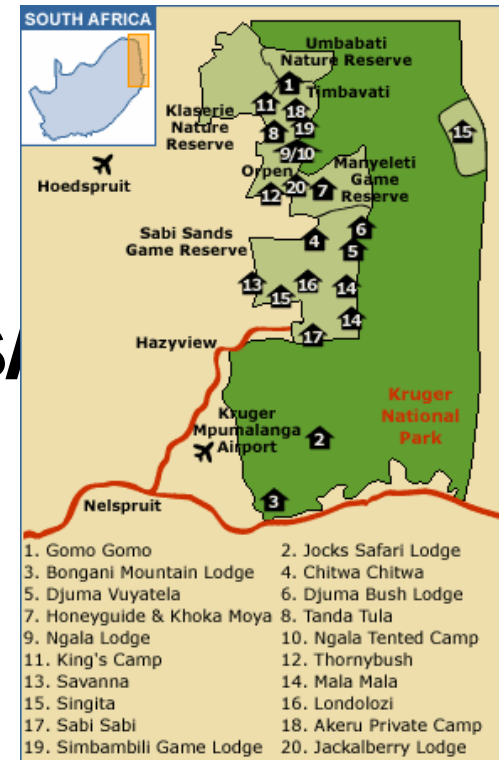 SOUTH AFRICA
Umbabati
Nature Reserve
1
Timbavati
11
18
Klaserie
Nature
Reserve
8
19
15
9/10
Hoedspruit
Orpen
Manyeleti
Game
Reserve
20
7
12
Sabi Sands
Game Reserve
6
4
5
13
16
14
15
14
Hazyview
17
Kruger
National
Park
Kruger
Mpumalanga
Airport
2
Nelspruit
3
1. Gomo Gomo
2. Jocks Safari Lodge
3. Bongani Mountain Lodge
4. Chitwa Chitwa
5. Djuma Vuyatela
6. Djuma Bush Lodge
7. Honeyguide & Khoka Moya
8. Tanda Tula
9. Ngala Lodge
10. Ngala Tented Camp
11. King's Camp
12. Thornybush
13. Savanna
14. Mala Mala
15. Singita
16. Londolozi
17. Sabi Sabi
18. Akeru Private Camp
19. Simbambili Game Lodge
20. Jackalberry Lodge